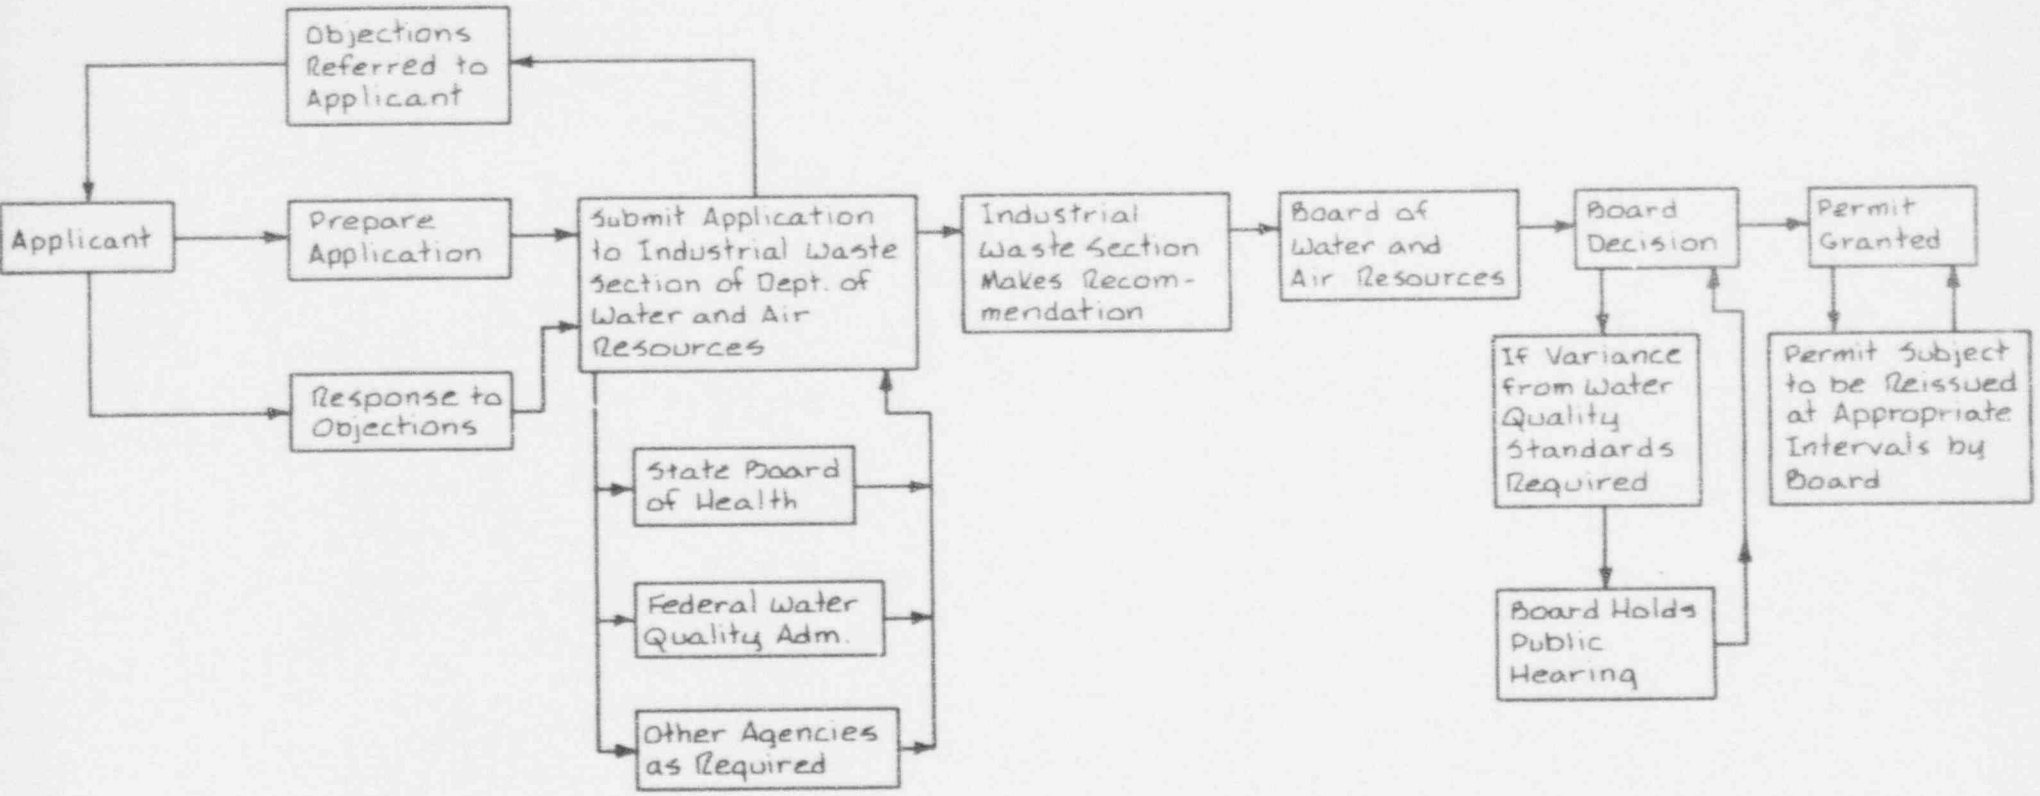 Objections
Referred to
Applicant
Applicant
Prepare
Application
Response to
Objections
Submit Application
to Industrial Waste
Section of Dept. of
Water and Air
Resources
State Board
of Health
Federal Water
Quality Adm.
Other Agencies
as Required
Industrial
Waste Section
Makes Recom-
mendation
Board of
Water and
Air Resources
Board
Decision
If Variance
from Water
Quality
Standards
Required
Board Holds
Public
Hearing
Permit
Granted
Permit Subject
to be Reissued
at Appropriate
Intervals by
Board